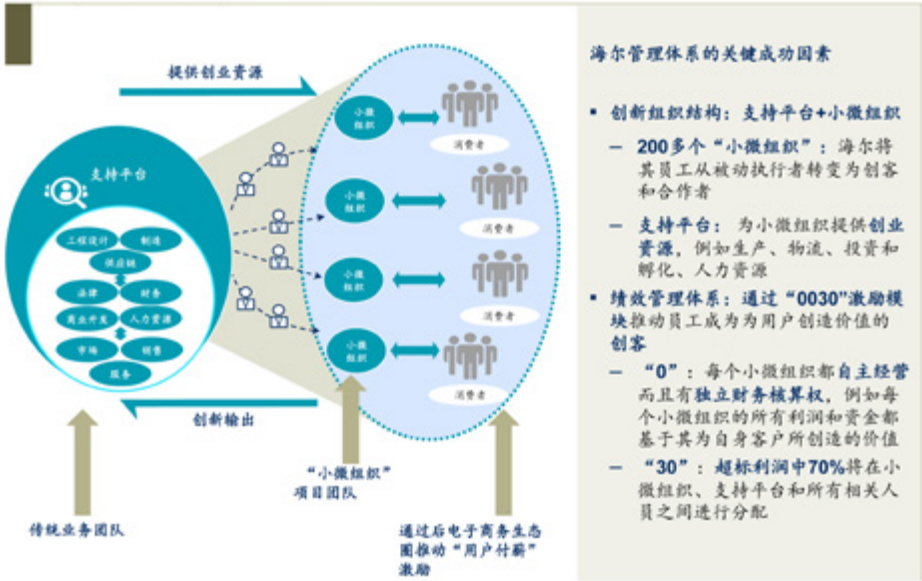 提供创业资源
支持平台
工程设计
制造
供应链
法律
财务
商业开发
人力资源
市场
销售
服务
小微
组织
消费者
小微
组织
消费者
小微
组织
消费者
小微
组织
消费者
创新输出
传统业务团队
“小微组织”
项目团队
通过后电子商务生态
圈推动“用户付薪”
激励
海尔管理体系的关键成功因素
▪ 创新组织结构：支持平台+小微组织
– 200多个“小微组织”：海尔将
其员工从被动执行者转变为创客
和合作者
– 支持平台： 为小微组织提供创业
资源，例如生产、物流、投资和
孵化、人力资源
▪ 绩效管理体系：通过“0030”激励模
块推动员工成为为用户创造价值的
创客
– “0”：每个小微组织都自主经营
而且有独立财务核算权，例如每
个小微组织的所有利润和资金都
基于其为自身客户所创造的价值
– “30”：超标利润中70%将在小
微组织、支持平台和所有相关人
员之间进行分配